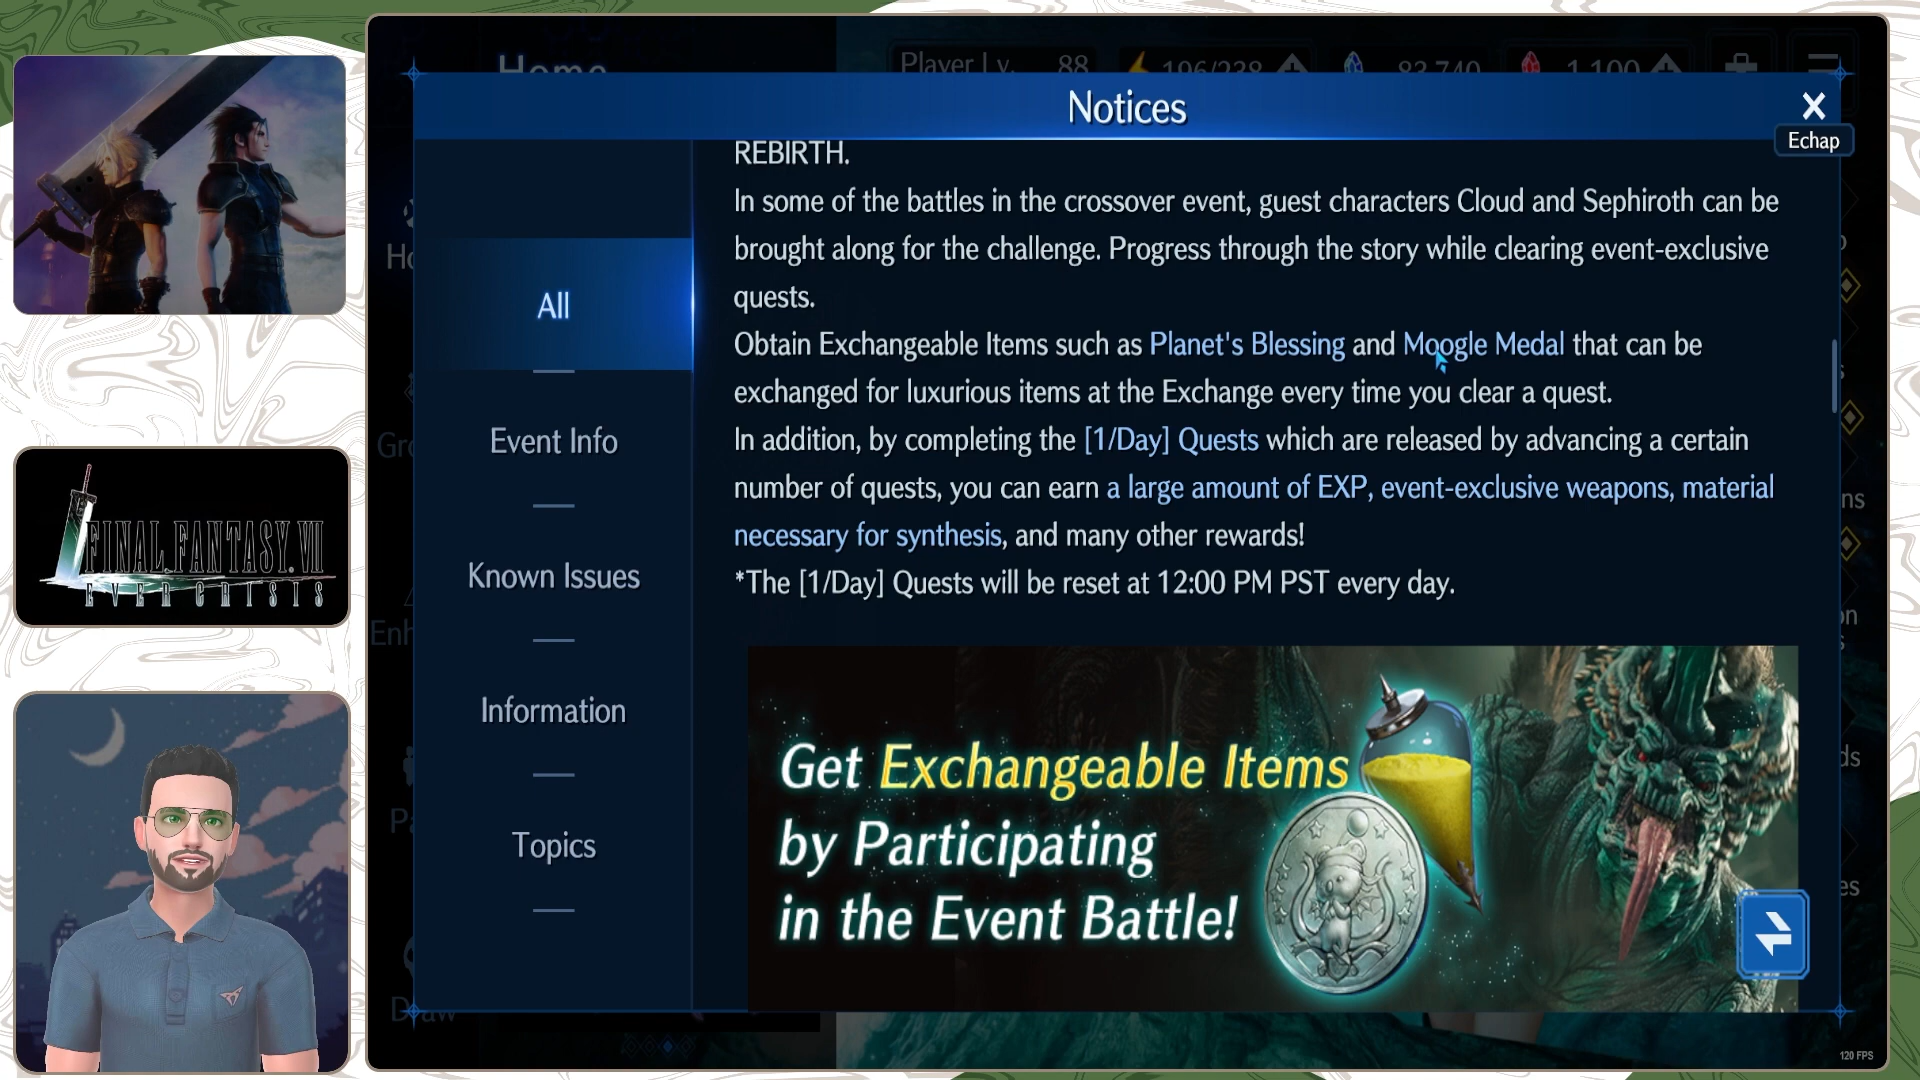 Home
Player Lv. 88
196/238
83,740
1,100
Notices
Echap
REBIRTH.
In some of the battles in the crossover event, guest characters Cloud and Sephiroth can be
brought along for the challenge. Progress through the story while clearing event-exclusive
quests.
Obtain Exchangeable Items such as Planet's Blessing and Moogle Medal that can be
exchanged for luxurious items at the Exchange every time you clear a quest.
In addition, by completing the [1/Day] Quests which are released by advancing a certain
number of quests, you can earn a large amount of EXP, event-exclusive weapons, material
necessary for synthesis, and many other rewards!
*The [1/Day] Quests will be reset at 12:00 PM PST every day.
All
Event Info
Known Issues
Information
Topics
Get Exchangeable Items
by Participating
in the Event Battle!
FINAL FANTASY VII
EVER CRISIS
120 FPS